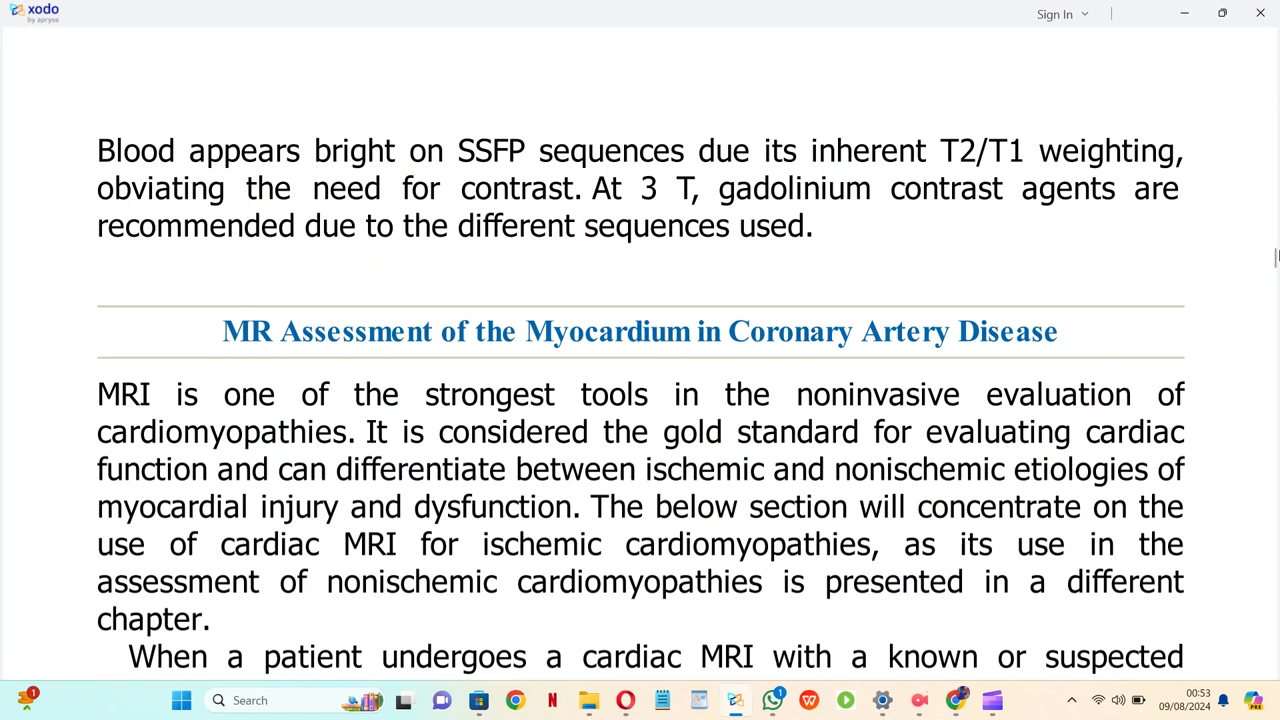 xodo
by apryse
Sign In
Blood appears bright on SSFP sequences due its inherent T2/T1 weighting,
obviating the need for contrast. At 3 T, gadolinium contrast agents are
recommended due to the different sequences used.
MR Assessment of the Myocardium in Coronary Artery Disease
MRI is one of the strongest tools in the noninvasive evaluation of
cardiomyopathies. It is considered the gold standard for evaluating cardiac
function and can differentiate between ischemic and nonischemic etiologies of
myocardial injury and dysfunction. The below section will concentrate on the
use of cardiac MRI for ischemic cardiomyopathies, as its use in the
assessment of nonischemic cardiomyopathies is presented in a different
chapter.
When a patient undergoes a cardiac MRI with a known or suspected
1
Search
N
1
W
00:53
09/08/2024
PRE